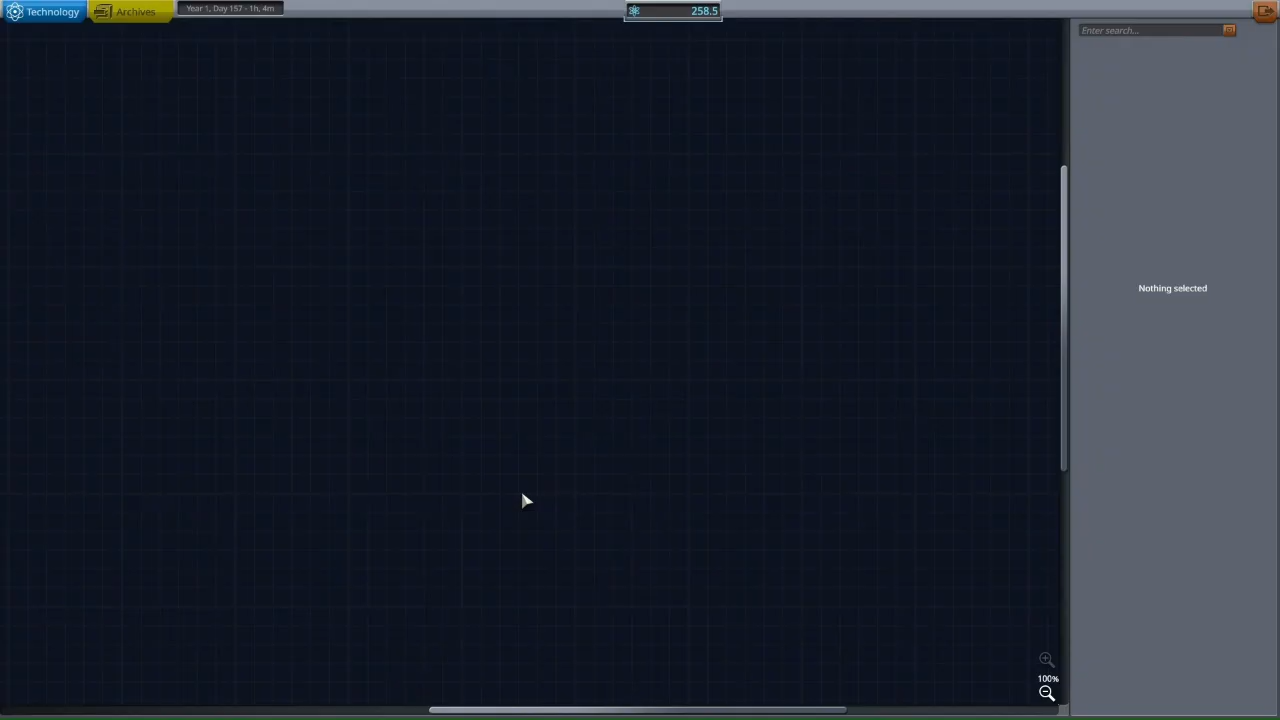 Technology
Archives
Year 1, Day 157 - 1h, 4m
258.5
Enter search...
Nothing selected
100%